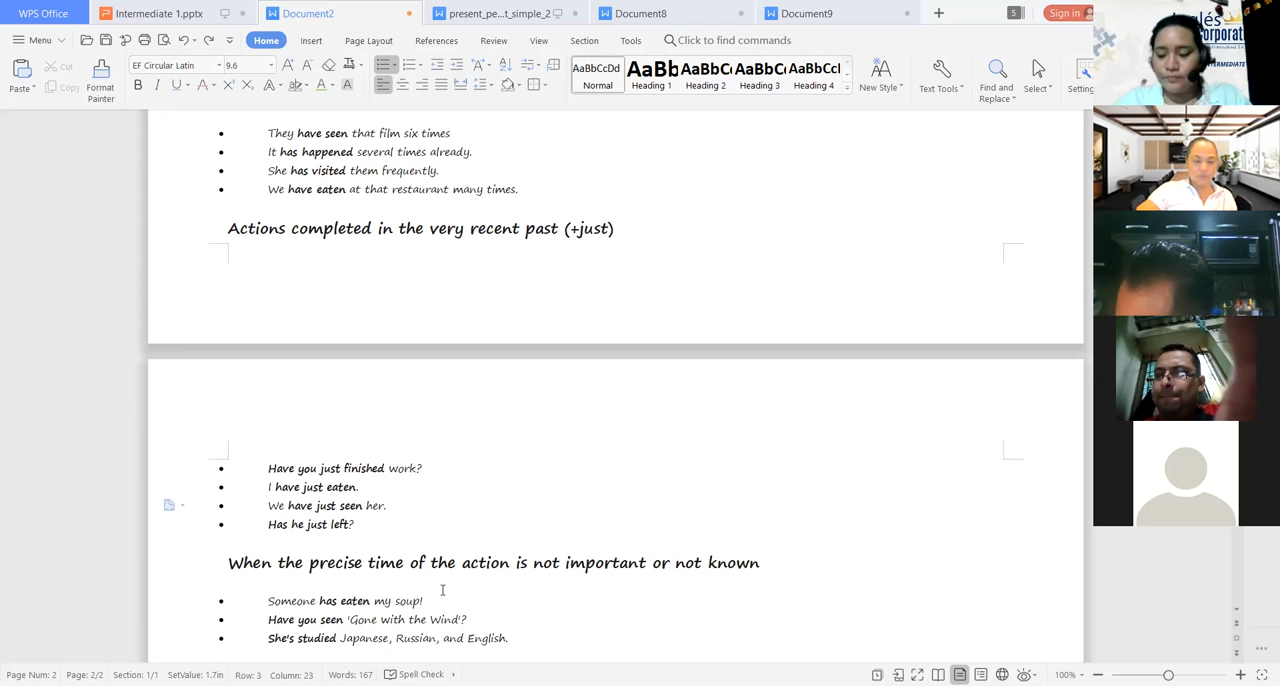 WPS Office
Intermediate 1.pptx
Document2
present_pe...t_simple_2
Document8
Document9
+
S
Sign in
Menu
Home
Insert
Page Layout
References
Review
View
Section
Tools
Click to find commands
Paste
Cut
Copy
Format
Painter
EF Circular Latin
9.6
AaBbCcDd
Normal
AaBb
Heading 1
AaBbC
Heading 2
AaBbC
Heading 3
AaBbCcl
Heading 4
New Style
Text Tools
Find and
Replace
Select
Setting
They have seen that film six times
It has happened several times already.
She has visited them frequently.
We have eaten at that restaurant many times.
Actions completed in the very recent past (+just)
Have you just finished work?
I have just eaten.
We have just seen her.
Has he just left?
When the precise time of the action is not important or not known
Someone has eaten my soup!
Have you seen 'Gone with the Wind'?
She's studied Japanese, Russian, and English.
Page Num: 2
Page: 2/2
Section: 1/1
SetValue: 1.7in
Row: 3
Column: 23
Words: 167
Spell Check
100%